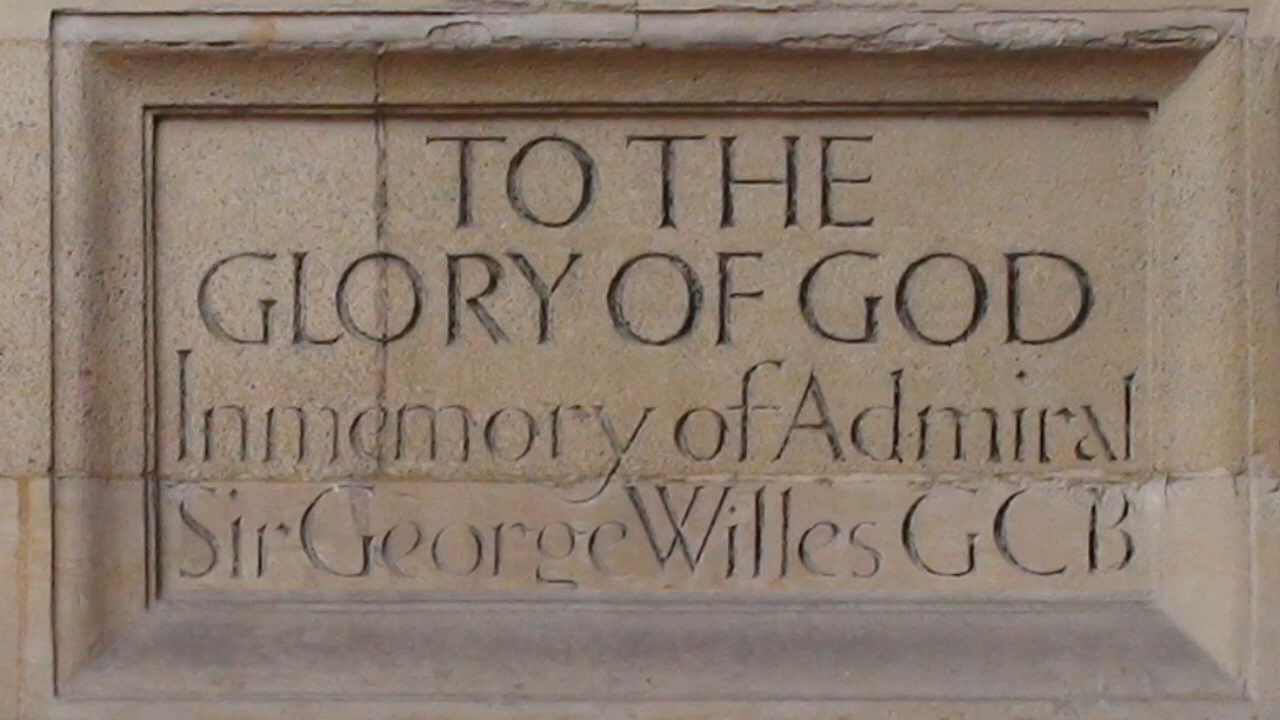 TO THE
GLORY OF GOD
In memory of Admiral
Sir George Willes GCB